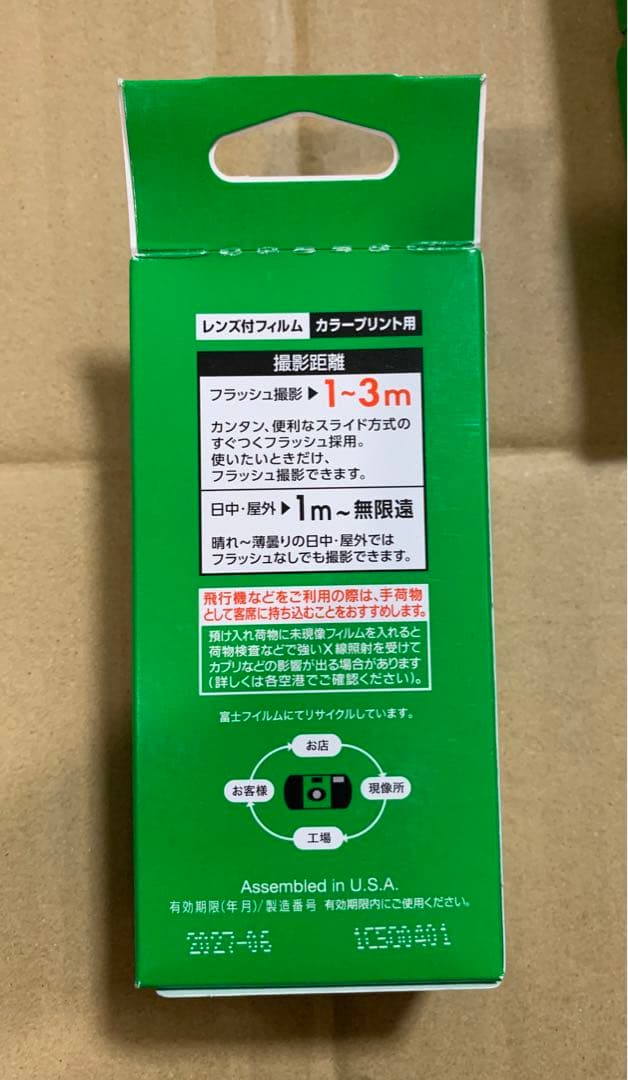 レンズ付フィルム カラープリント用
撮影距離
フラッシュ撮影▶1~3m
カンタン、便利なスライド方式の
すぐつくフラッシュ採用。
使いたいときだけ、
フラッシュ撮影できます。
日中・屋外▶1m~無限遠
晴れ~薄曇りの日中・屋外では
フラッシュなしでも撮影できます。
飛行機などをご利用の際は、手荷物
として客席に持ち込むことをおすすめします。
預け入れ荷物に未現像フィルムを入れると
荷物検査などで強いX線照射を受けて
カブリなどの影響が出る場合があります
(詳しくは各空港でご確認ください)。
富士フイルムにてリサイクルしています。
お店
お客様
現像所
工場
Assembled in U.S.A.
有効期限(年月)/製造番号 有効期限内にご使用ください。
2027-06 1C500401